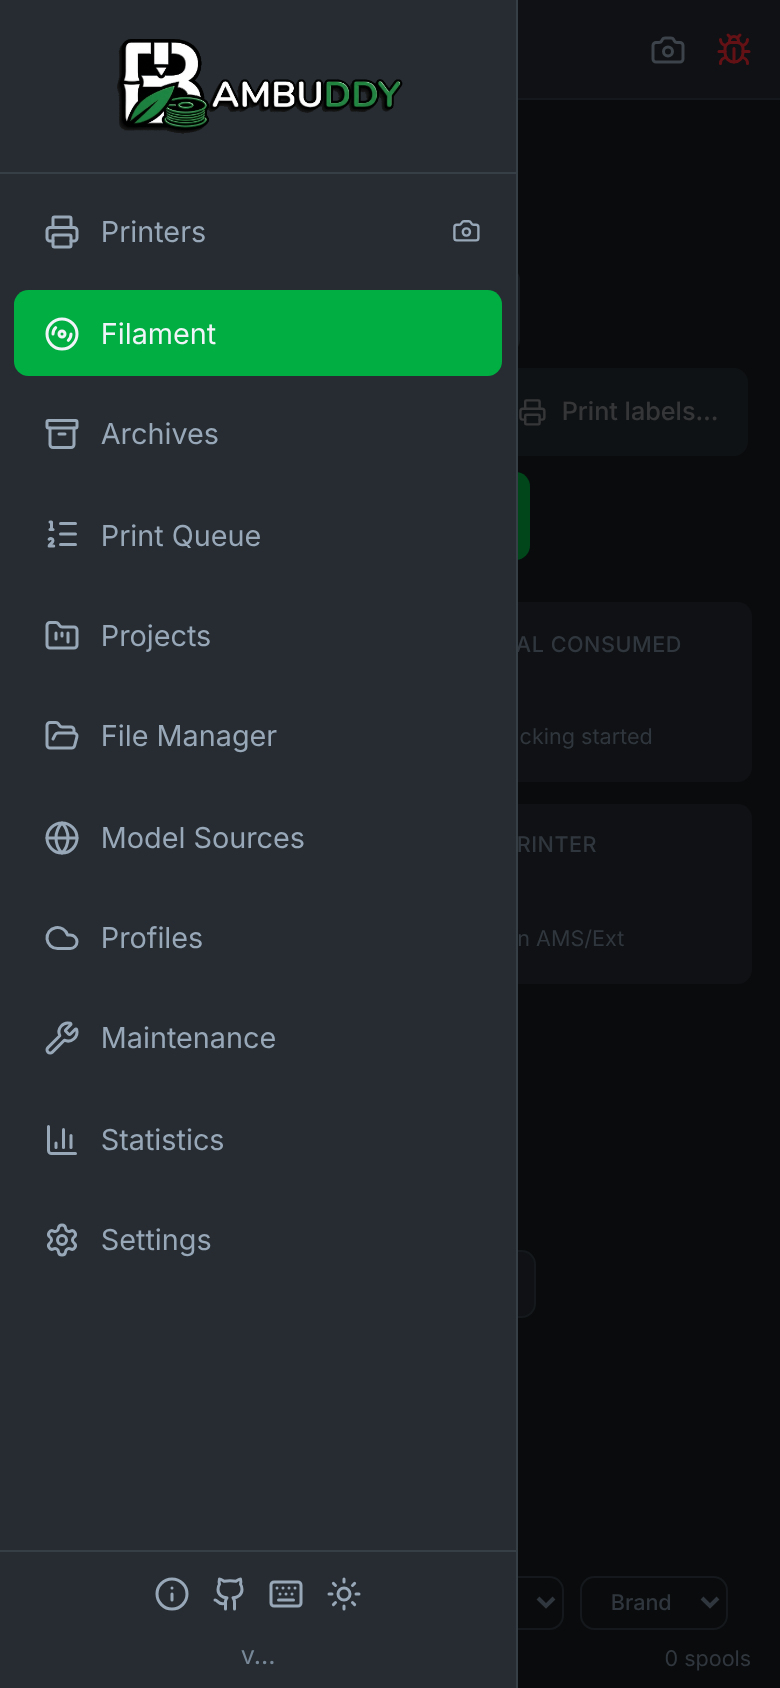 BAMBUDDY
Printers
Filament
Archives
Print Queue
Projects
File Manager
Model Sources
Profiles
Maintenance
Statistics
Settings
v...
Print labels...
AL CONSUMED
cking started
RINTER
n AMS/Ext
Brand
0 spools